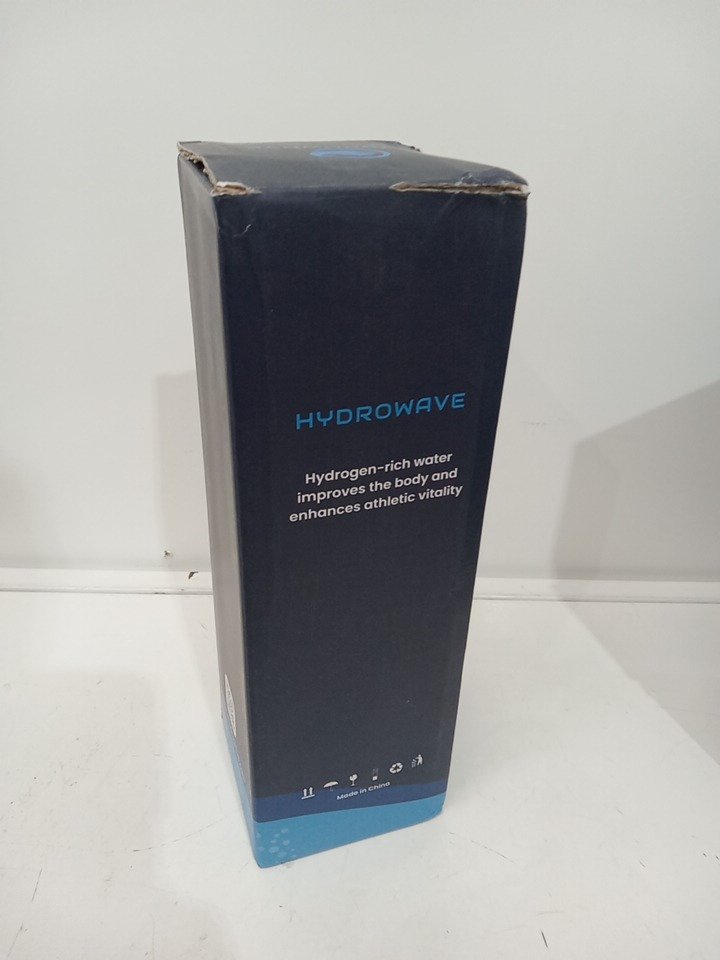 HYDROWAVE
Hydrogen-rich water
improves the body and
enhances athletic vitality
Made in China